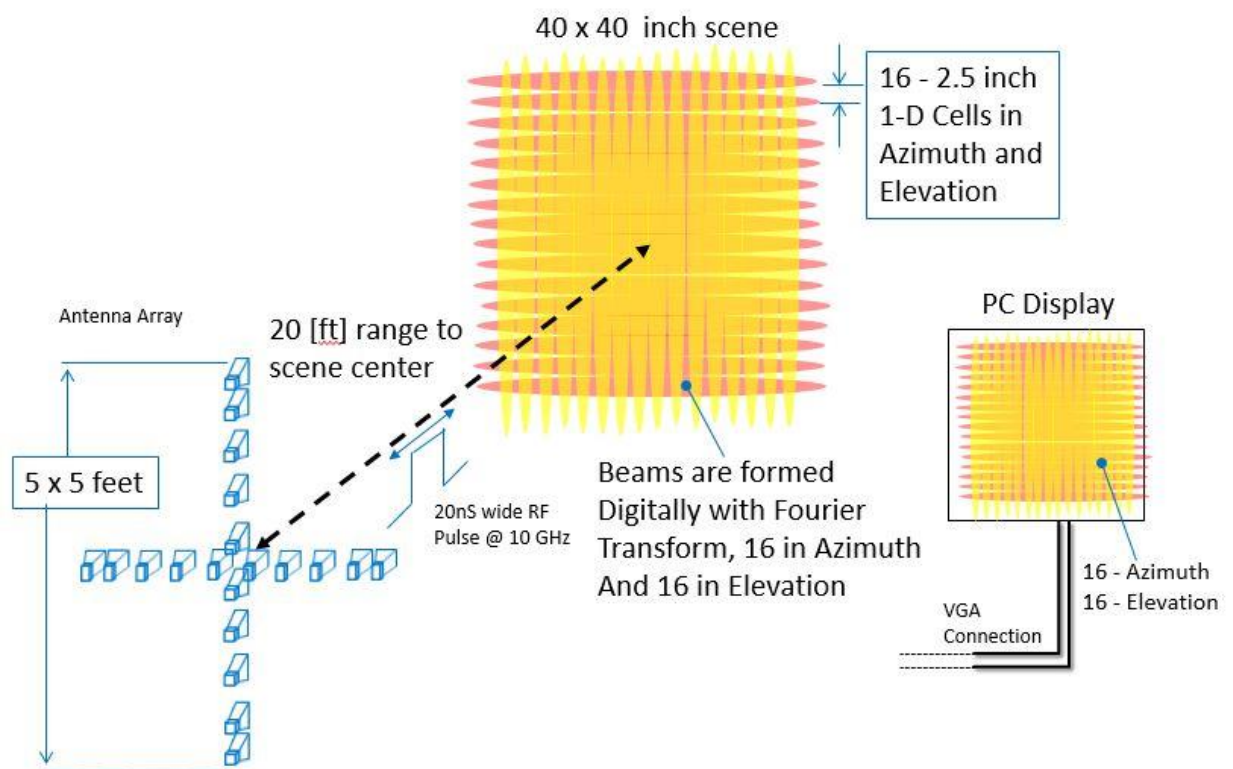 40 x 40 inch scene
16 - 2.5 inch
1-D Cells in
Azimuth and
Elevation
Antenna Array
20 [ft] range to
scene center
5 x 5 feet
20nS wide RF
Pulse @ 10 GHz
Beams are formed
Digitally with Fourier
Transform, 16 in Azimuth
And 16 in Elevation
PC Display
16 - Azimuth
16 - Elevation
VGA
Connection